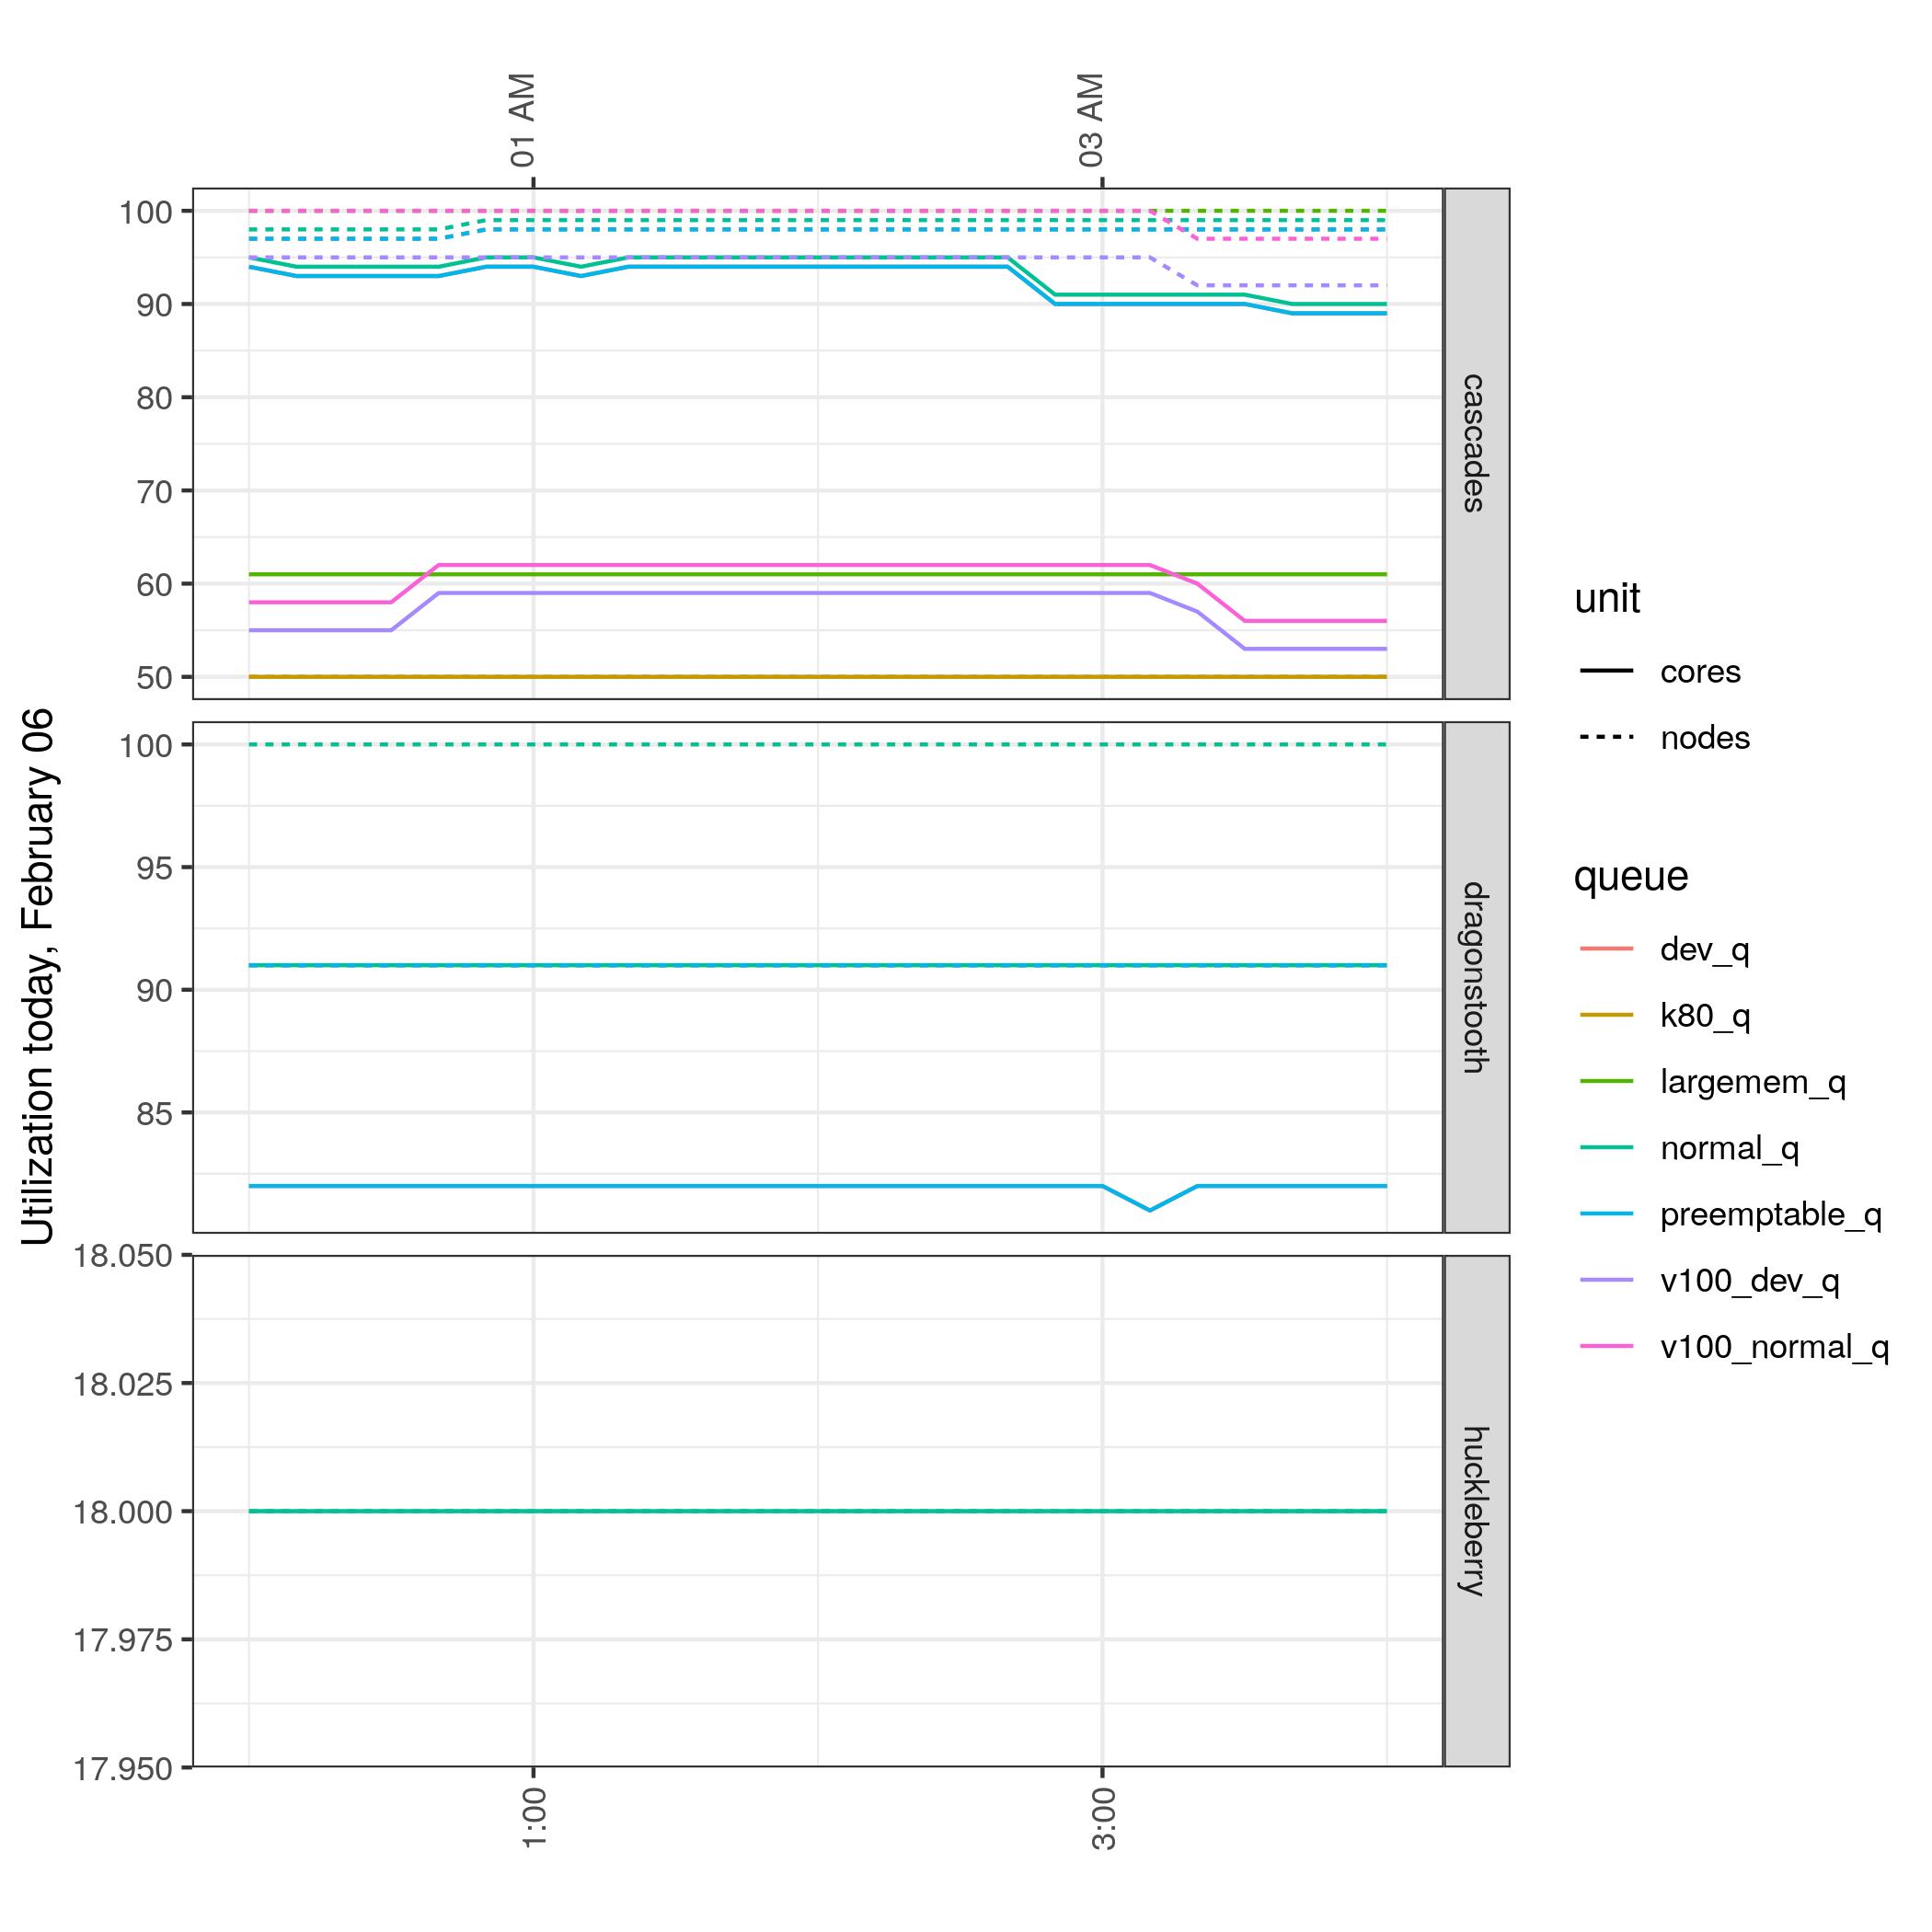 01 AM
03 AM
100
90
80
70
60
50
cascades
100
95
90
85
dragonstooth
18.050
18.025
18.000
17.975
17.950
huckleberry
1:00
3:00
Utilization today, February 06
unit
cores
nodes
queue
dev_q
k80_q
largemem_q
normal_q
preemptable_q
v100_dev_q
v100_normal_q